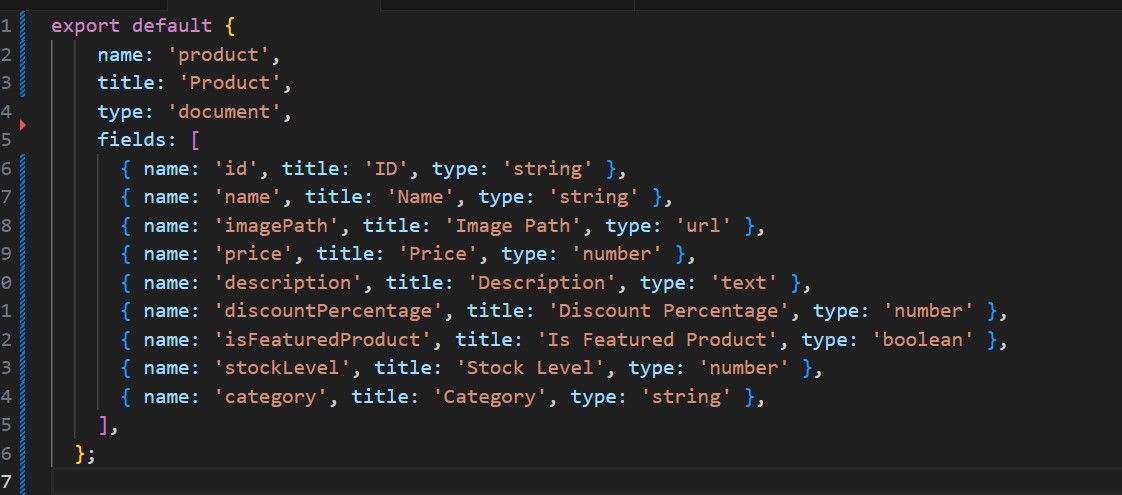 1 export default {
2 name: 'product',
3 title: 'Product',
4 type: 'document',
5 fields: [
6 { name: 'id', title: 'ID', type: 'string' },
7 { name: 'name', title: 'Name', type: 'string' },
8 { name: 'imagePath', title: 'Image Path', type: 'url' },
9 { name: 'price', title: 'Price', type: 'number' },
0 { name: 'description', title: 'Description', type: 'text' },
1 { name: 'discountPercentage', title: 'Discount Percentage', type: 'number' },
2 { name: 'isFeaturedProduct', title: 'Is Featured Product', type: 'boolean' },
3 { name: 'stockLevel', title: 'Stock Level', type: 'number' },
4 { name: 'category', title: 'Category', type: 'string' },
5 ],
6 };
7